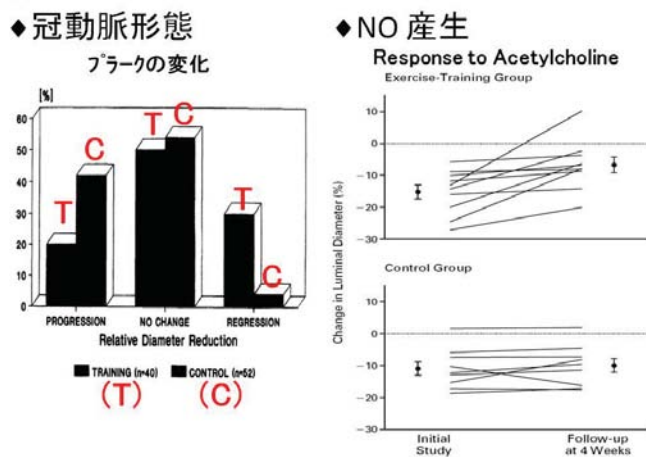 ◆冠動脈形態
プラークの変化
[%]
60
50
40
30
20
10
0
T
C
T
C
T
C
PROGRESSION
NO CHANGE
REGRESSION
Relative Diameter Reduction
TRAINING (n=40)
CONTROL (n=52)
(T)
(C)
◆NO 産生
Response to Acetylcholine
Exercise-Training Group
10
0
−10
−20
−30
Change in Luminal Diameter (%)
Control Group
10
0
−10
−20
−30
Initial
Study
Follow-up
at 4 Weeks